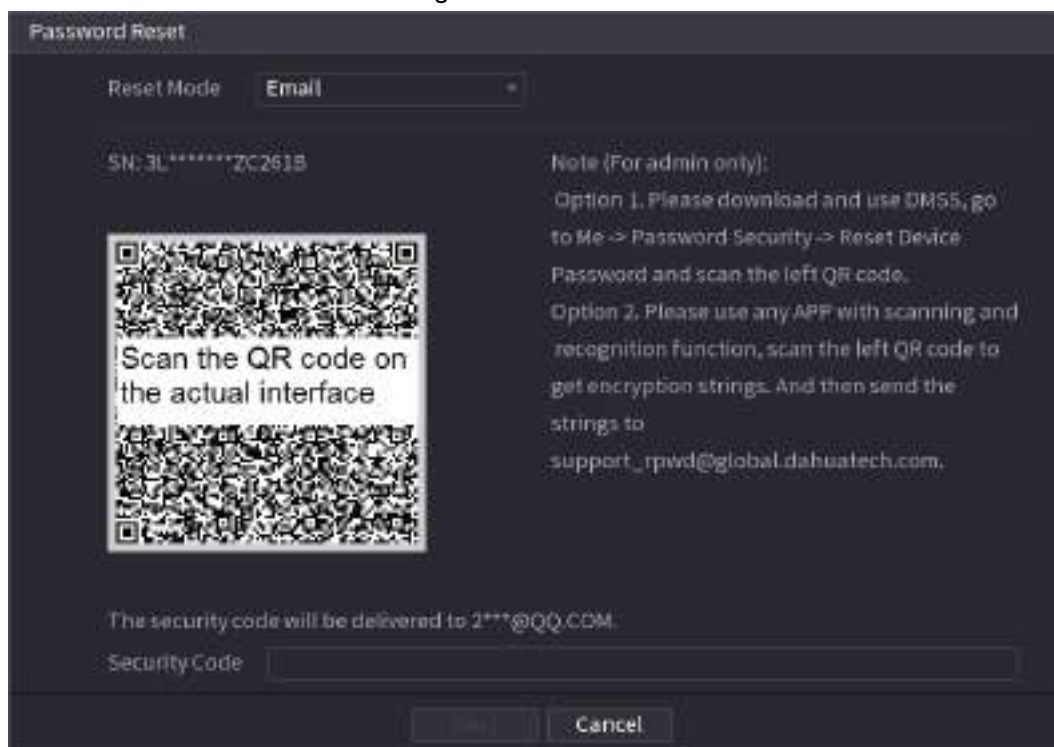 Password Reset
Reset Mode Email
SN: 3L*******ZC261B
Note (For admin only):
Option 1. Please download and use DMSS, go
to Me -> Password Security -> Reset Device
Password and scan the left QR code.
Option 2. Please use any APP with scanning and
recognition function, scan the left QR code to
get encryption strings. And then send the
strings to
support_rpwd@global.dahuatech.com.
Scan the QR code on
the actual interface
The security code will be delivered to 2***@QQ.COM.
Security Code
Cancel